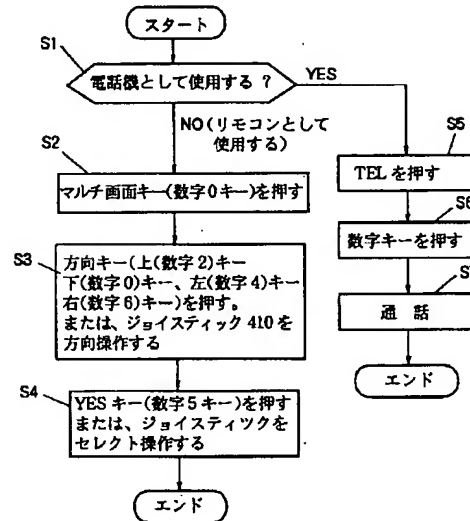 スタート
S1
電話機として使用する ?
YES
NO(リモコンとして
使用する)
S2
マルチ画面キー(数字0キー)を押す
S3
方向キー(上(数字2)キー
下(数字0)キー、左(数字4)キー
右(数字6)キー)を押す。
または、ジョイスティック410を
方向操作する
S4
YESキー(数字5キー)を押す
または、ジョイスティツクを
セレクト操作する
エンド
S5
TELを押す
S6
数字キーを押す
通 話
エンド